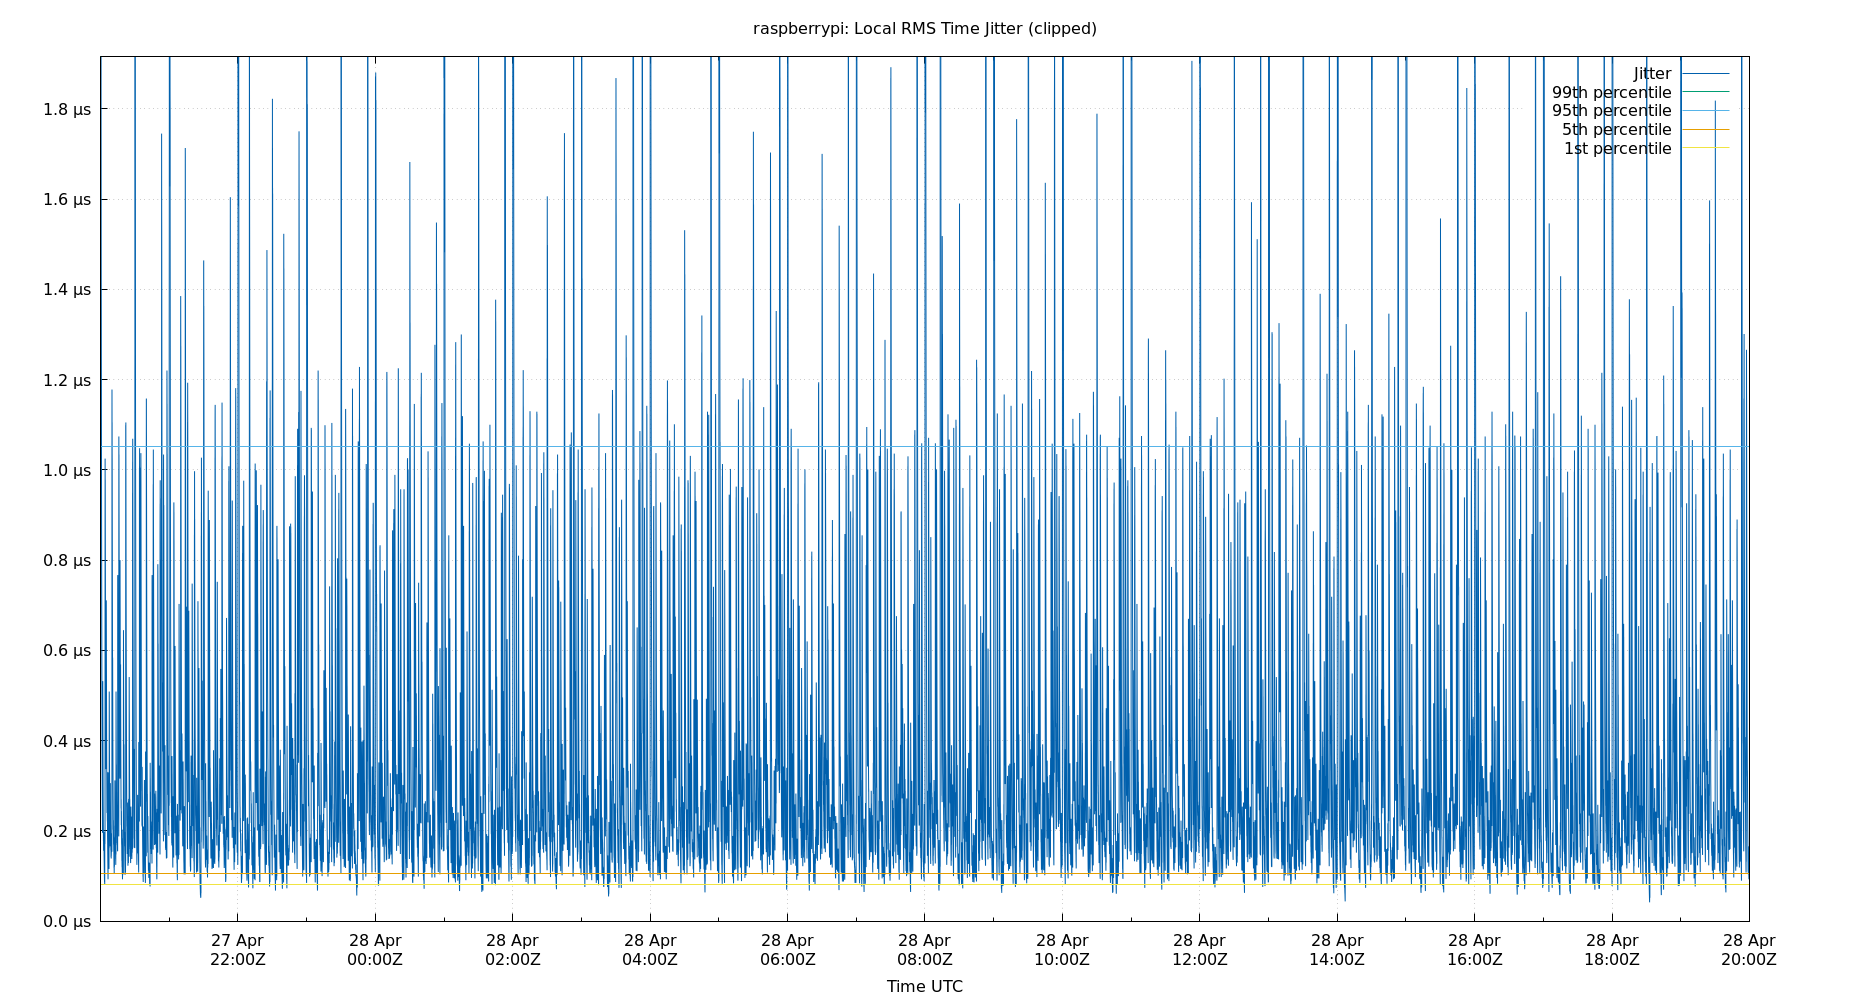 raspberrypi: Local RMS Time Jitter (clipped)
Jitter
99th percentile
95th percentile
5th percentile
1st percentile
1.8 µs
1.6 µs
1.4 µs
1.2 µs
1.0 µs
0.8 µs
0.6 µs
0.4 µs
0.2 µs
0.0 µs
27 Apr 28 Apr 28 Apr 28 Apr 28 Apr 28 Apr 28 Apr 28 Apr 28 Apr 28 Apr 28 Apr 28 Apr
22:00Z 00:00Z 02:00Z 04:00Z 06:00Z 08:00Z 10:00Z 12:00Z 14:00Z 16:00Z 18:00Z 20:00Z
Time UTC